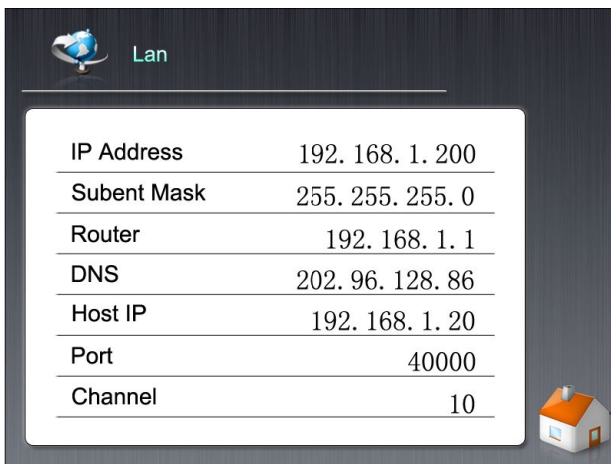 Lan
IP Address 192.168.1.200
Subent Mask 255.255.255.0
Router 192.168.1.1
DNS 202.96.128.86
Host IP 192.168.1.20
Port 40000
Channel 10